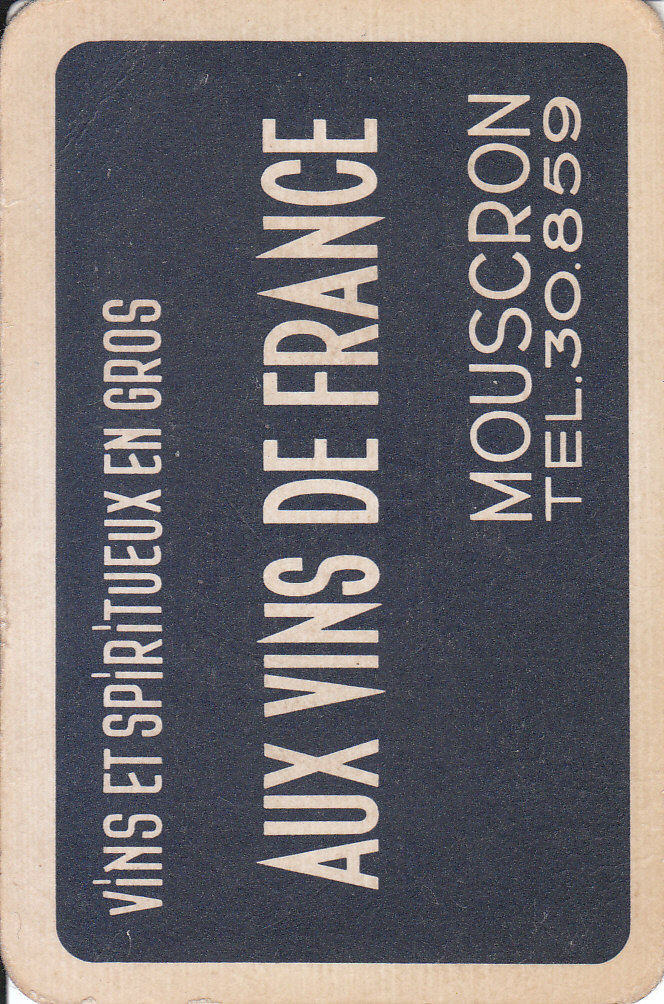 ViNS ET SPiRiTUEUX EN GROS
AUX VINS DE FRANCE
MOUSCRON
TEL.30.859